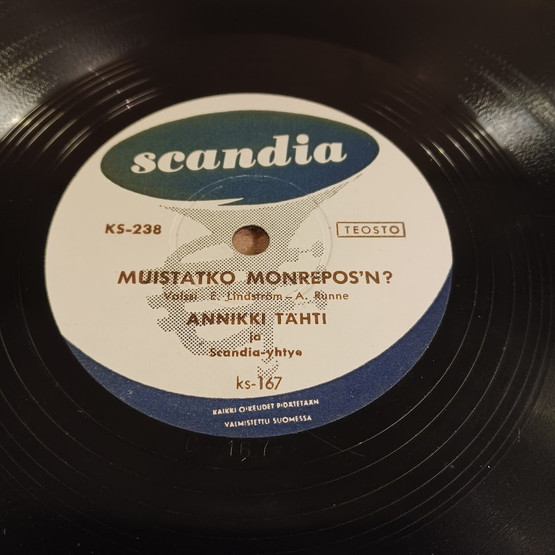 scandia
KS-238
TEOSTO
MUISTATKO MONREPOS'N?
Valssi E. Lindström – A. Runne
ANNIKKI TÄHTI
ja
Scandia-yhtye
ks-167
KAIKKI OIKEUDET PIDÄTETÄÄN
VALMISTETTU SUOMESSA